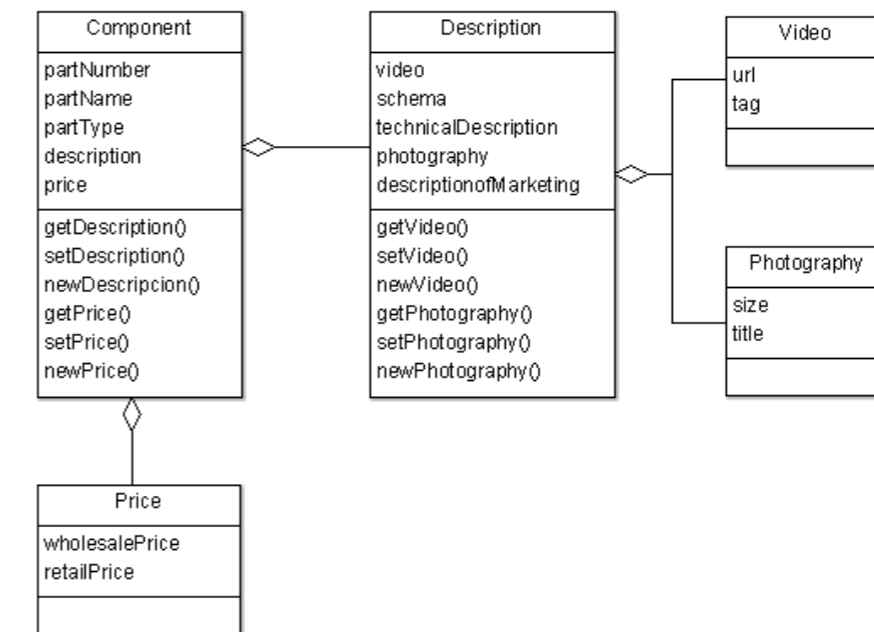 Component
partNumber
partName
partType
description
price
getDescription()
setDescription()
newDescripcion()
getPrice()
setPrice()
newPrice()
Description
video
schema
technicalDescription
photography
descriptionofMarketing
getVideo()
setVideo()
newVideo()
getPhotography()
setPhotography()
newPhotography()
Video
url
tag
Photography
size
title
Price
wholesalePrice
retailPrice